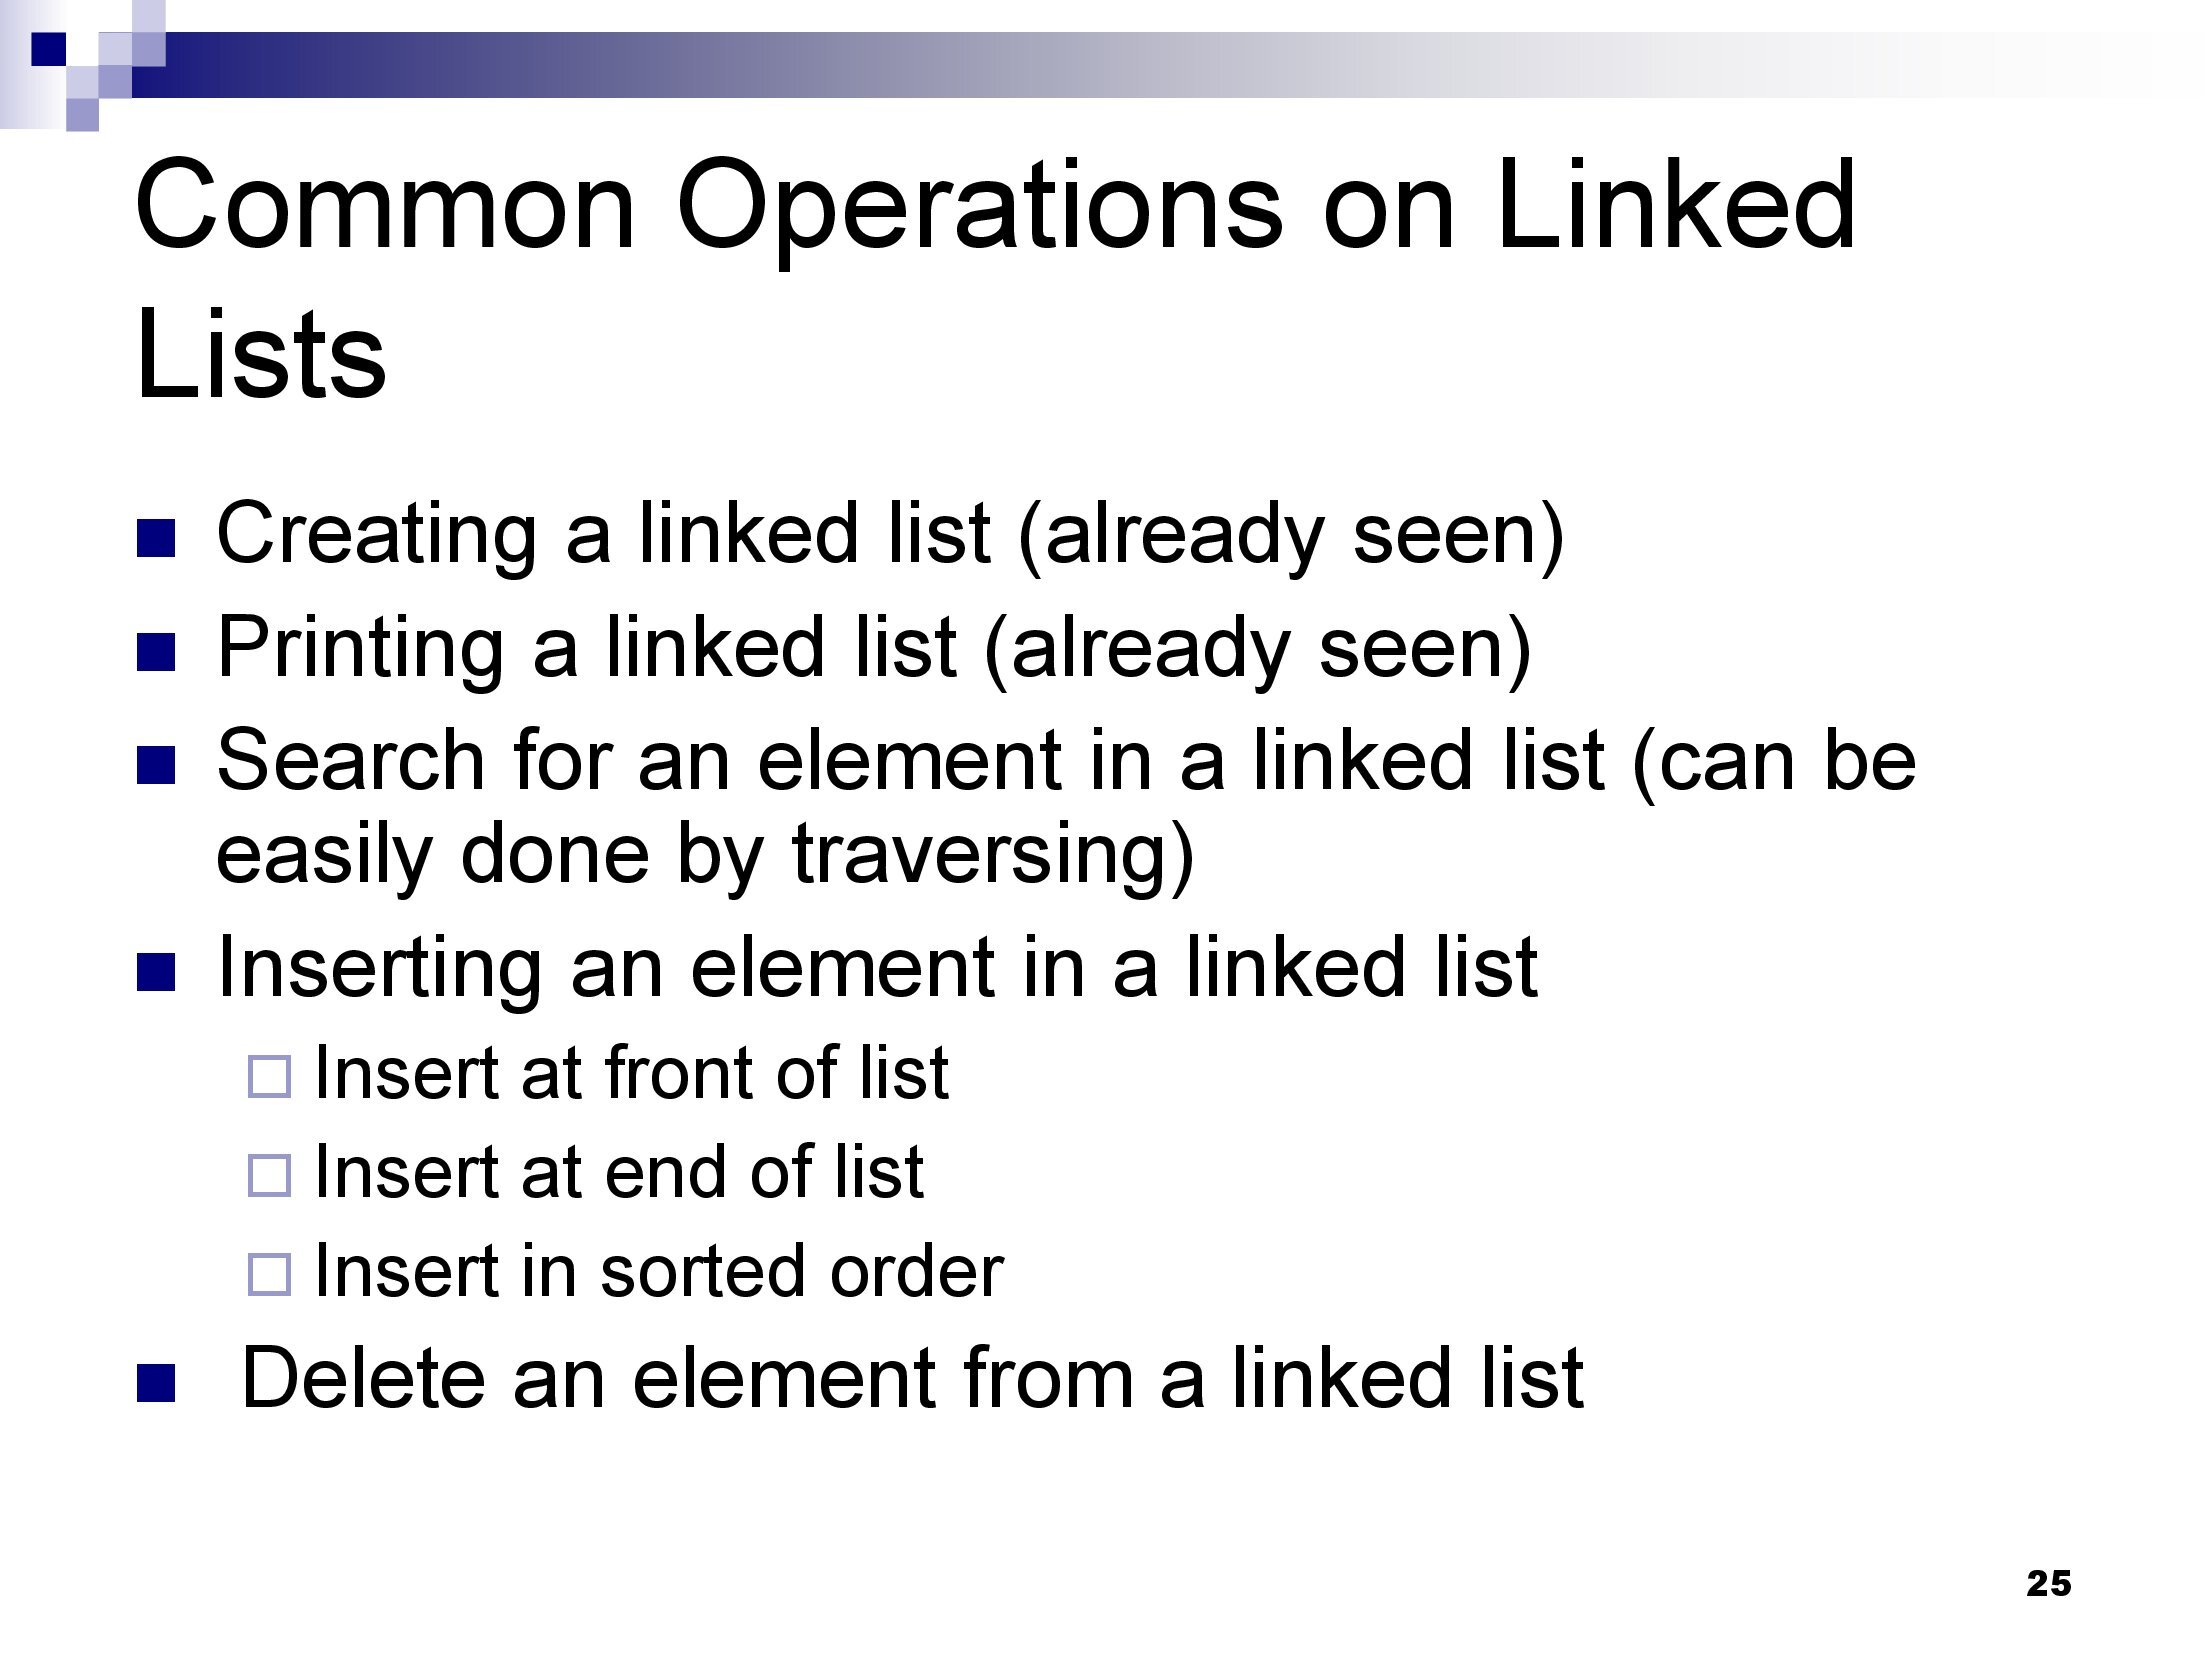 Common Operations on Linked
Lists
Creating a linked list (already seen)
Printing a linked list (already seen)
Search for an element in a linked list (can be
easily done by traversing)
Inserting an element in a linked list
Insert at front of list
Insert at end of list
Insert in sorted order
Delete an element from a linked list
25